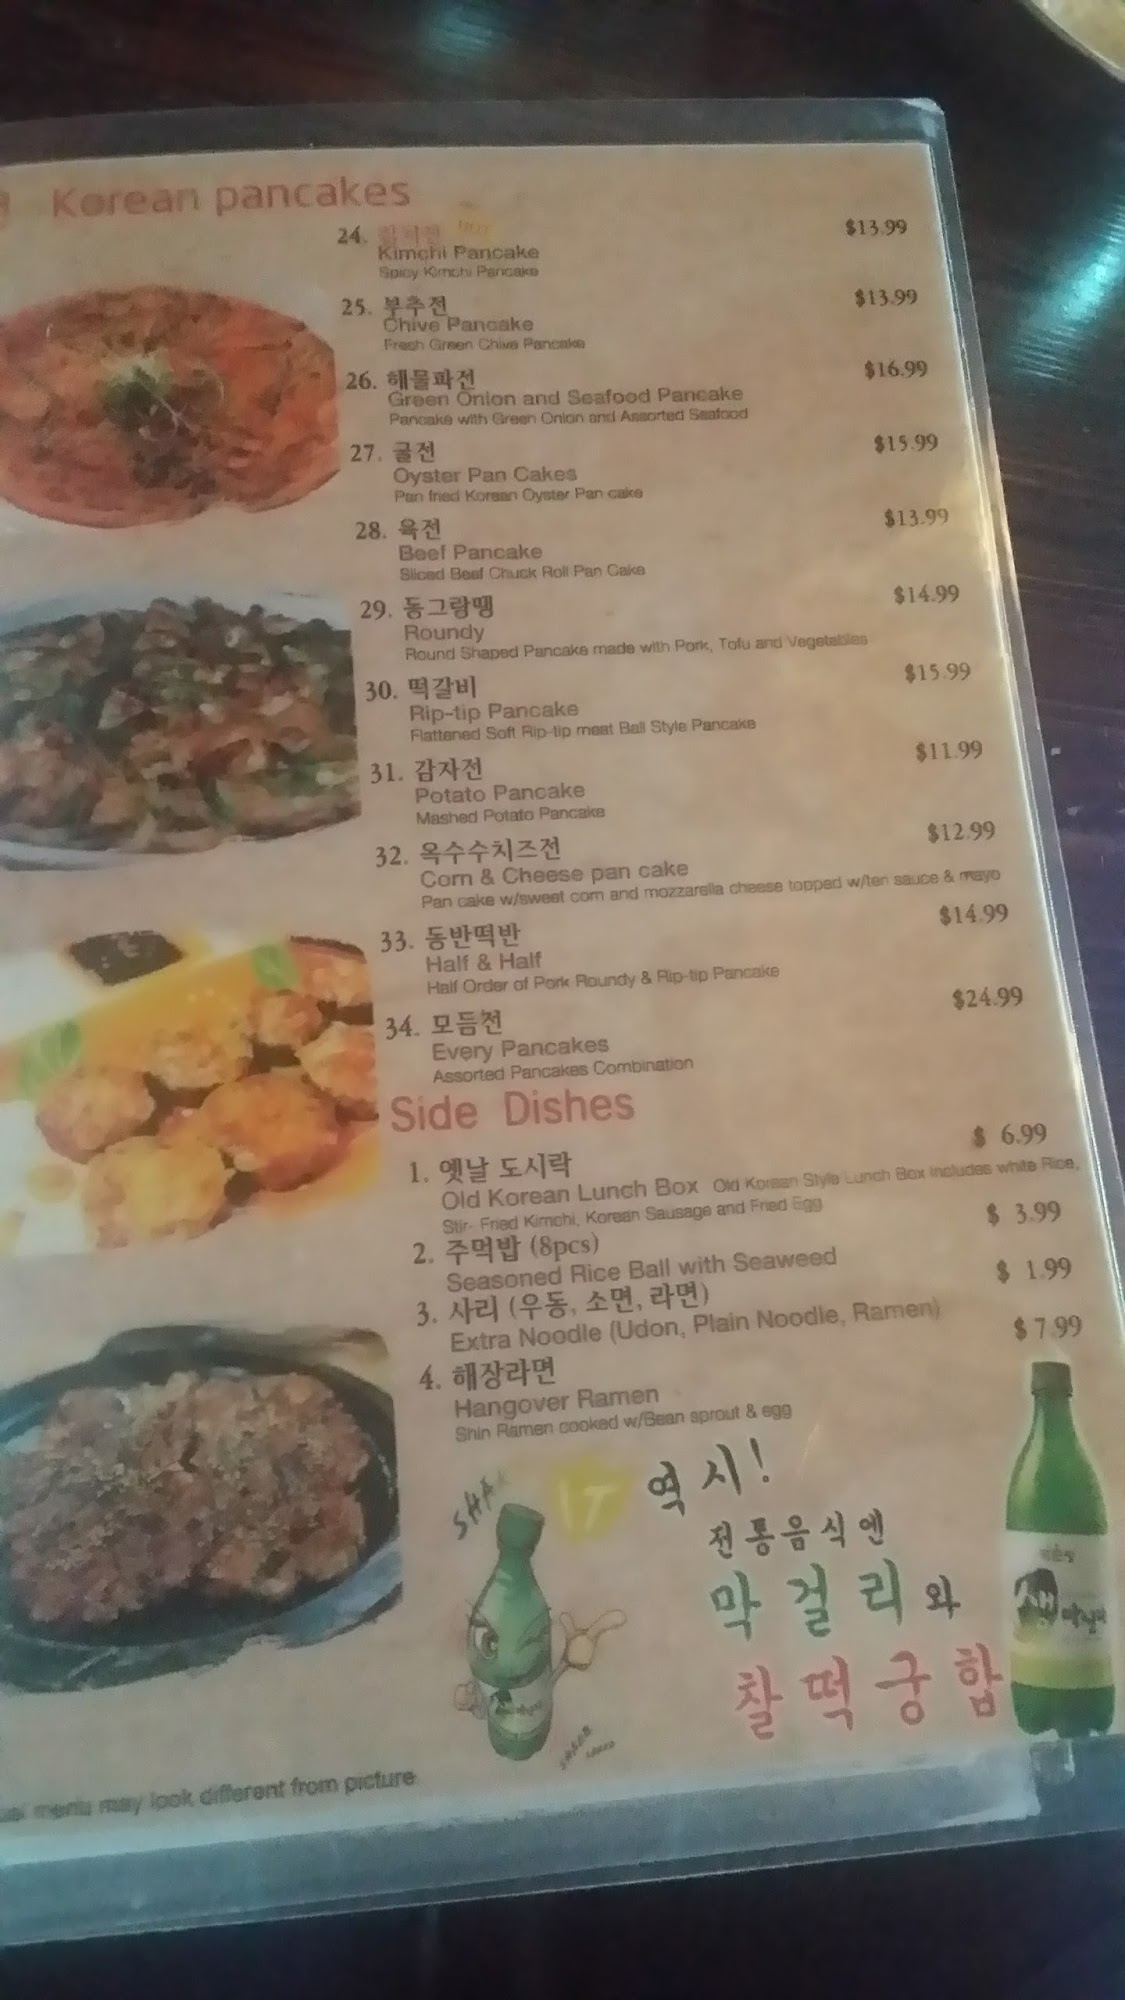 Korean pancakes
24. HOT $13.99
Kimchi Pancake
Spicy Kimchi Pancake
25. 부추전 $13.99
Chive Pancake
Fresh Green Chive Pancake
26. 해물파전 $16.99
Green Onion and Seafood Pancake
Pancake with Green Onion and Assorted Seafood
27. 굴전 $15.99
Oyster Pan Cakes
Pan fried Korean Oyster Pan cake
28. 육전 $13.99
Beef Pancake
Sliced Beef Chuck Roll Pan Cake
29. 동그랑땡 $14.99
Roundy
Round Shaped Pancake made with Pork, Tofu and Vegetables
30. 떡갈비 $15.99
Rip-tip Pancake
Flattened Soft Rip-tip meat Ball Style Pancake
31. 감자전 $11.99
Potato Pancake
Mashed Potato Pancake
32. 옥수수치즈전 $12.99
Corn & Cheese pan cake
Pan cake w/sweet corn and mozzarella cheese topped w/ten sauce & mayo
33. 동반떡반 $14.99
Half & Half
Half Order of Pork Roundy & Rip-tip Pancake
34. 모듬전 $24.99
Every Pancakes
Assorted Pancakes Combination
Side Dishes
1. 옛날 도시락 $ 6.99
Old Korean Lunch Box Old Korean Style Lunch Box includes white Rice,
Stir- Fried Kimchi, Korean Sausage and Fried Egg
2. 주먹밥 (8pcs) $ 3.99
Seasoned Rice Ball with Seaweed
3. 사리 (우동, 소면, 라면) $ 1.99
Extra Noodle (Udon, Plain Noodle, Ramen)
4. 해장라면 $ 7.99
Hangover Ramen
Shin Ramen cooked w/Bean sprout & egg
IT
역시!
전통음식엔
막걸리와
찰떡궁합
menu may look different from picture